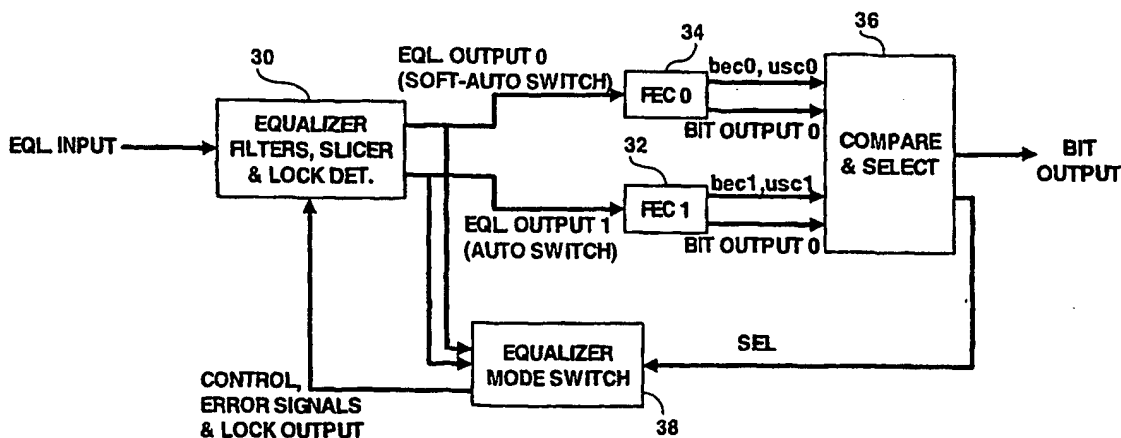 30
EQUALIZER
FILTERS, SLICER
& LOCK DET.
EQL. INPUT
EQL. OUTPUT 0
(SOFT-AUTO SWITCH)
34
FEC 0
bec0, usc0
BIT OUTPUT 0
32
FEC 1
bec1,usc1
BIT OUTPUT 0
EQL. OUTPUT 1
(AUTO SWITCH)
36
COMPARE
& SELECT
BIT
OUTPUT
SEL
EQUALIZER
MODE SWITCH
38
CONTROL,
ERROR SIGNALS
& LOCK OUTPUT